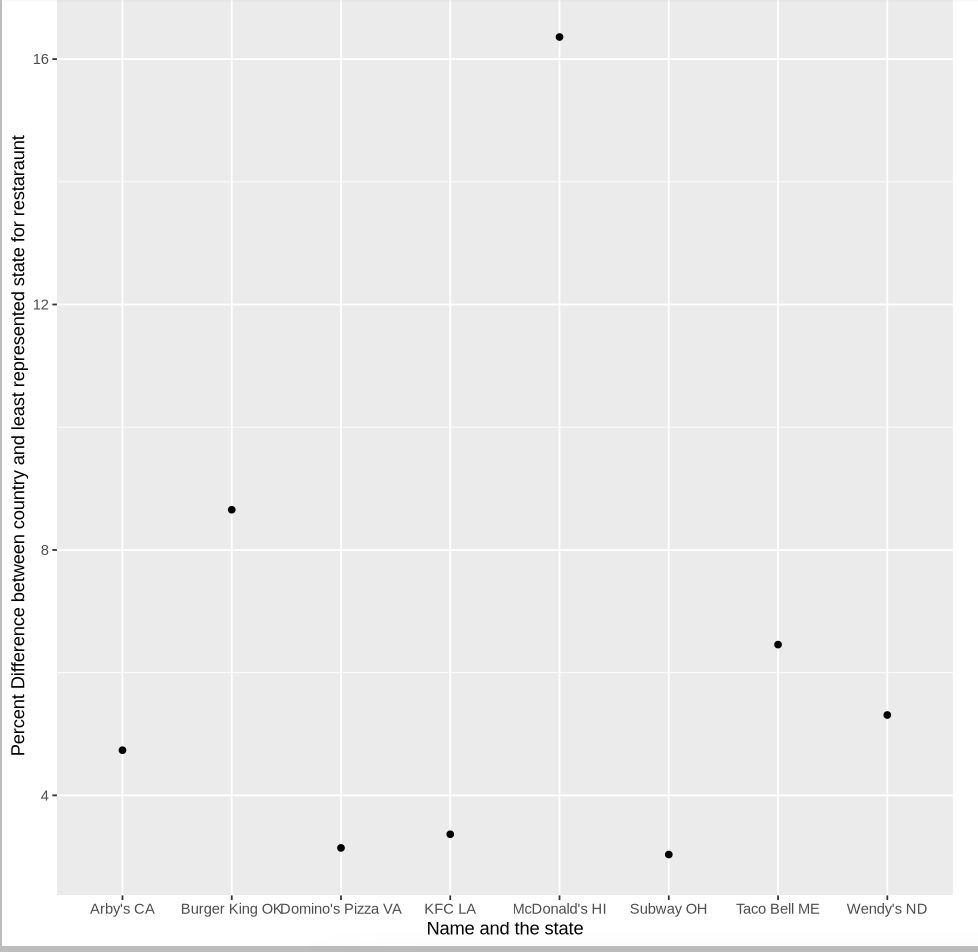 Percent Difference between country and least represented state for restaraunt
16
12
8
4
Arby's CA Burger King OK Domino's Pizza VA KFC LA McDonald's HI Subway OH Taco Bell ME Wendy's ND
Name and the state